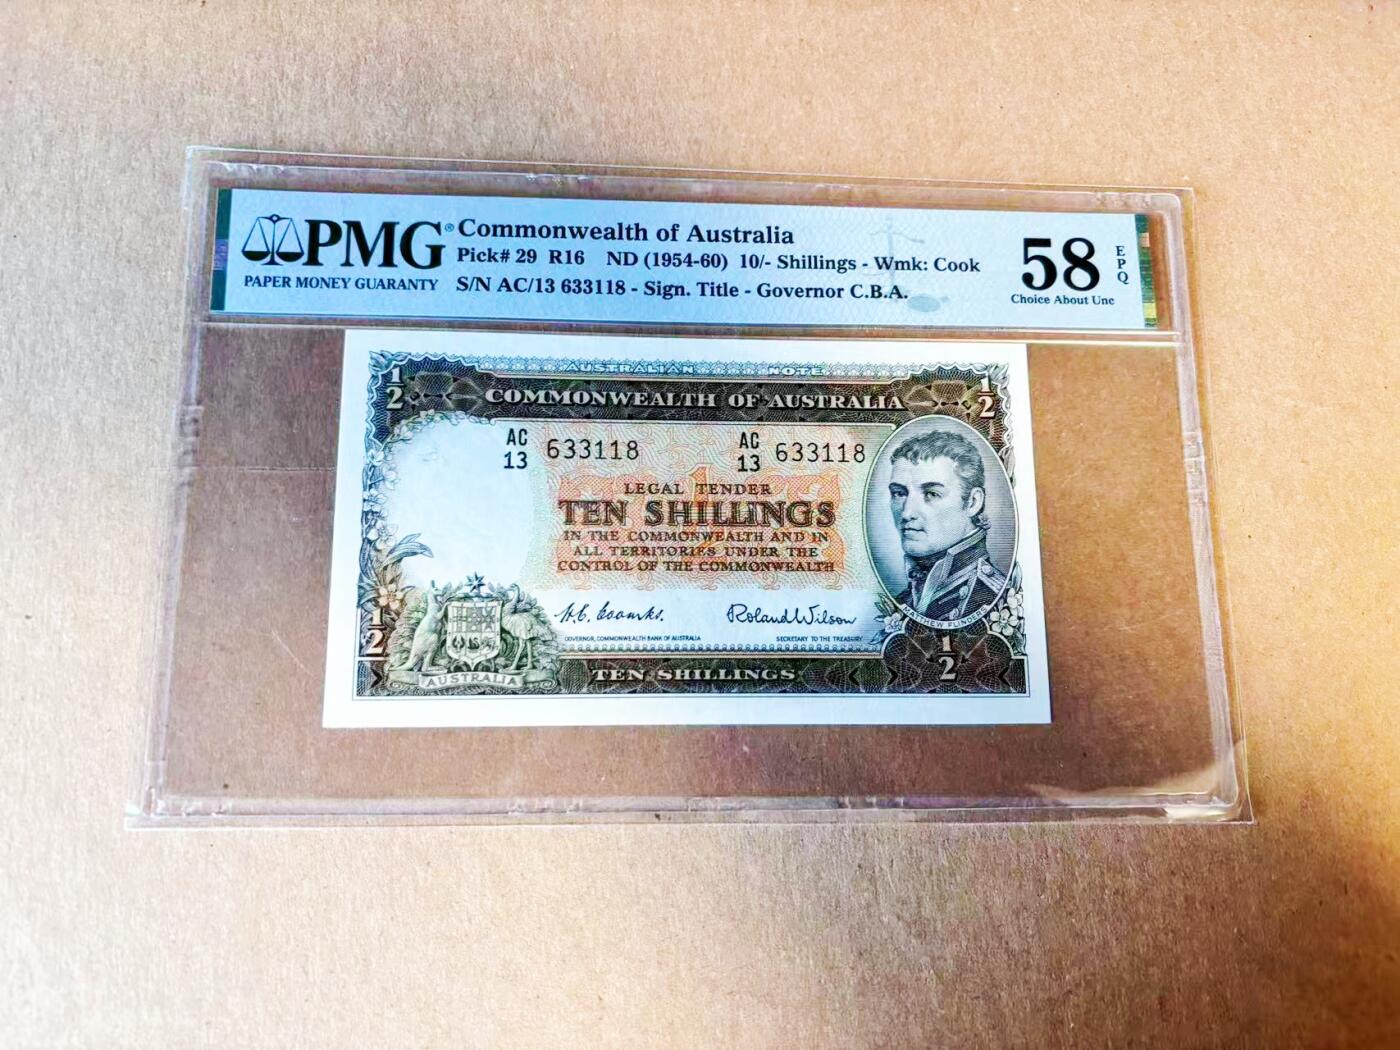 PMG®
PAPER MONEY GUARANTY
Commonwealth of Australia
Pick# 29 R16 ND (1954-60) 10/- Shillings - Wmk: Cook
S/N AC/13 633118 - Sign. Title - Governor C.B.A.
58
EPQ
Choice About Unc
AUSTRALIAN NOTE
1/2
1/2
COMMONWEALTH OF AUSTRALIA
AC 13 633118
AC 13 633118
LEGAL TENDER
TEN SHILLINGS
IN THE COMMONWEALTH AND IN
ALL TERRITORIES UNDER THE
CONTROL OF THE COMMONWEALTH
H.C. Coombs.
Roland Wilson
GOVERNOR, COMMONWEALTH BANK OF AUSTRALIA
SECRETARY TO THE TREASURY
MATTHEW FLINDERS
1/2
1/2
AUSTRALIA
TEN SHILLINGS